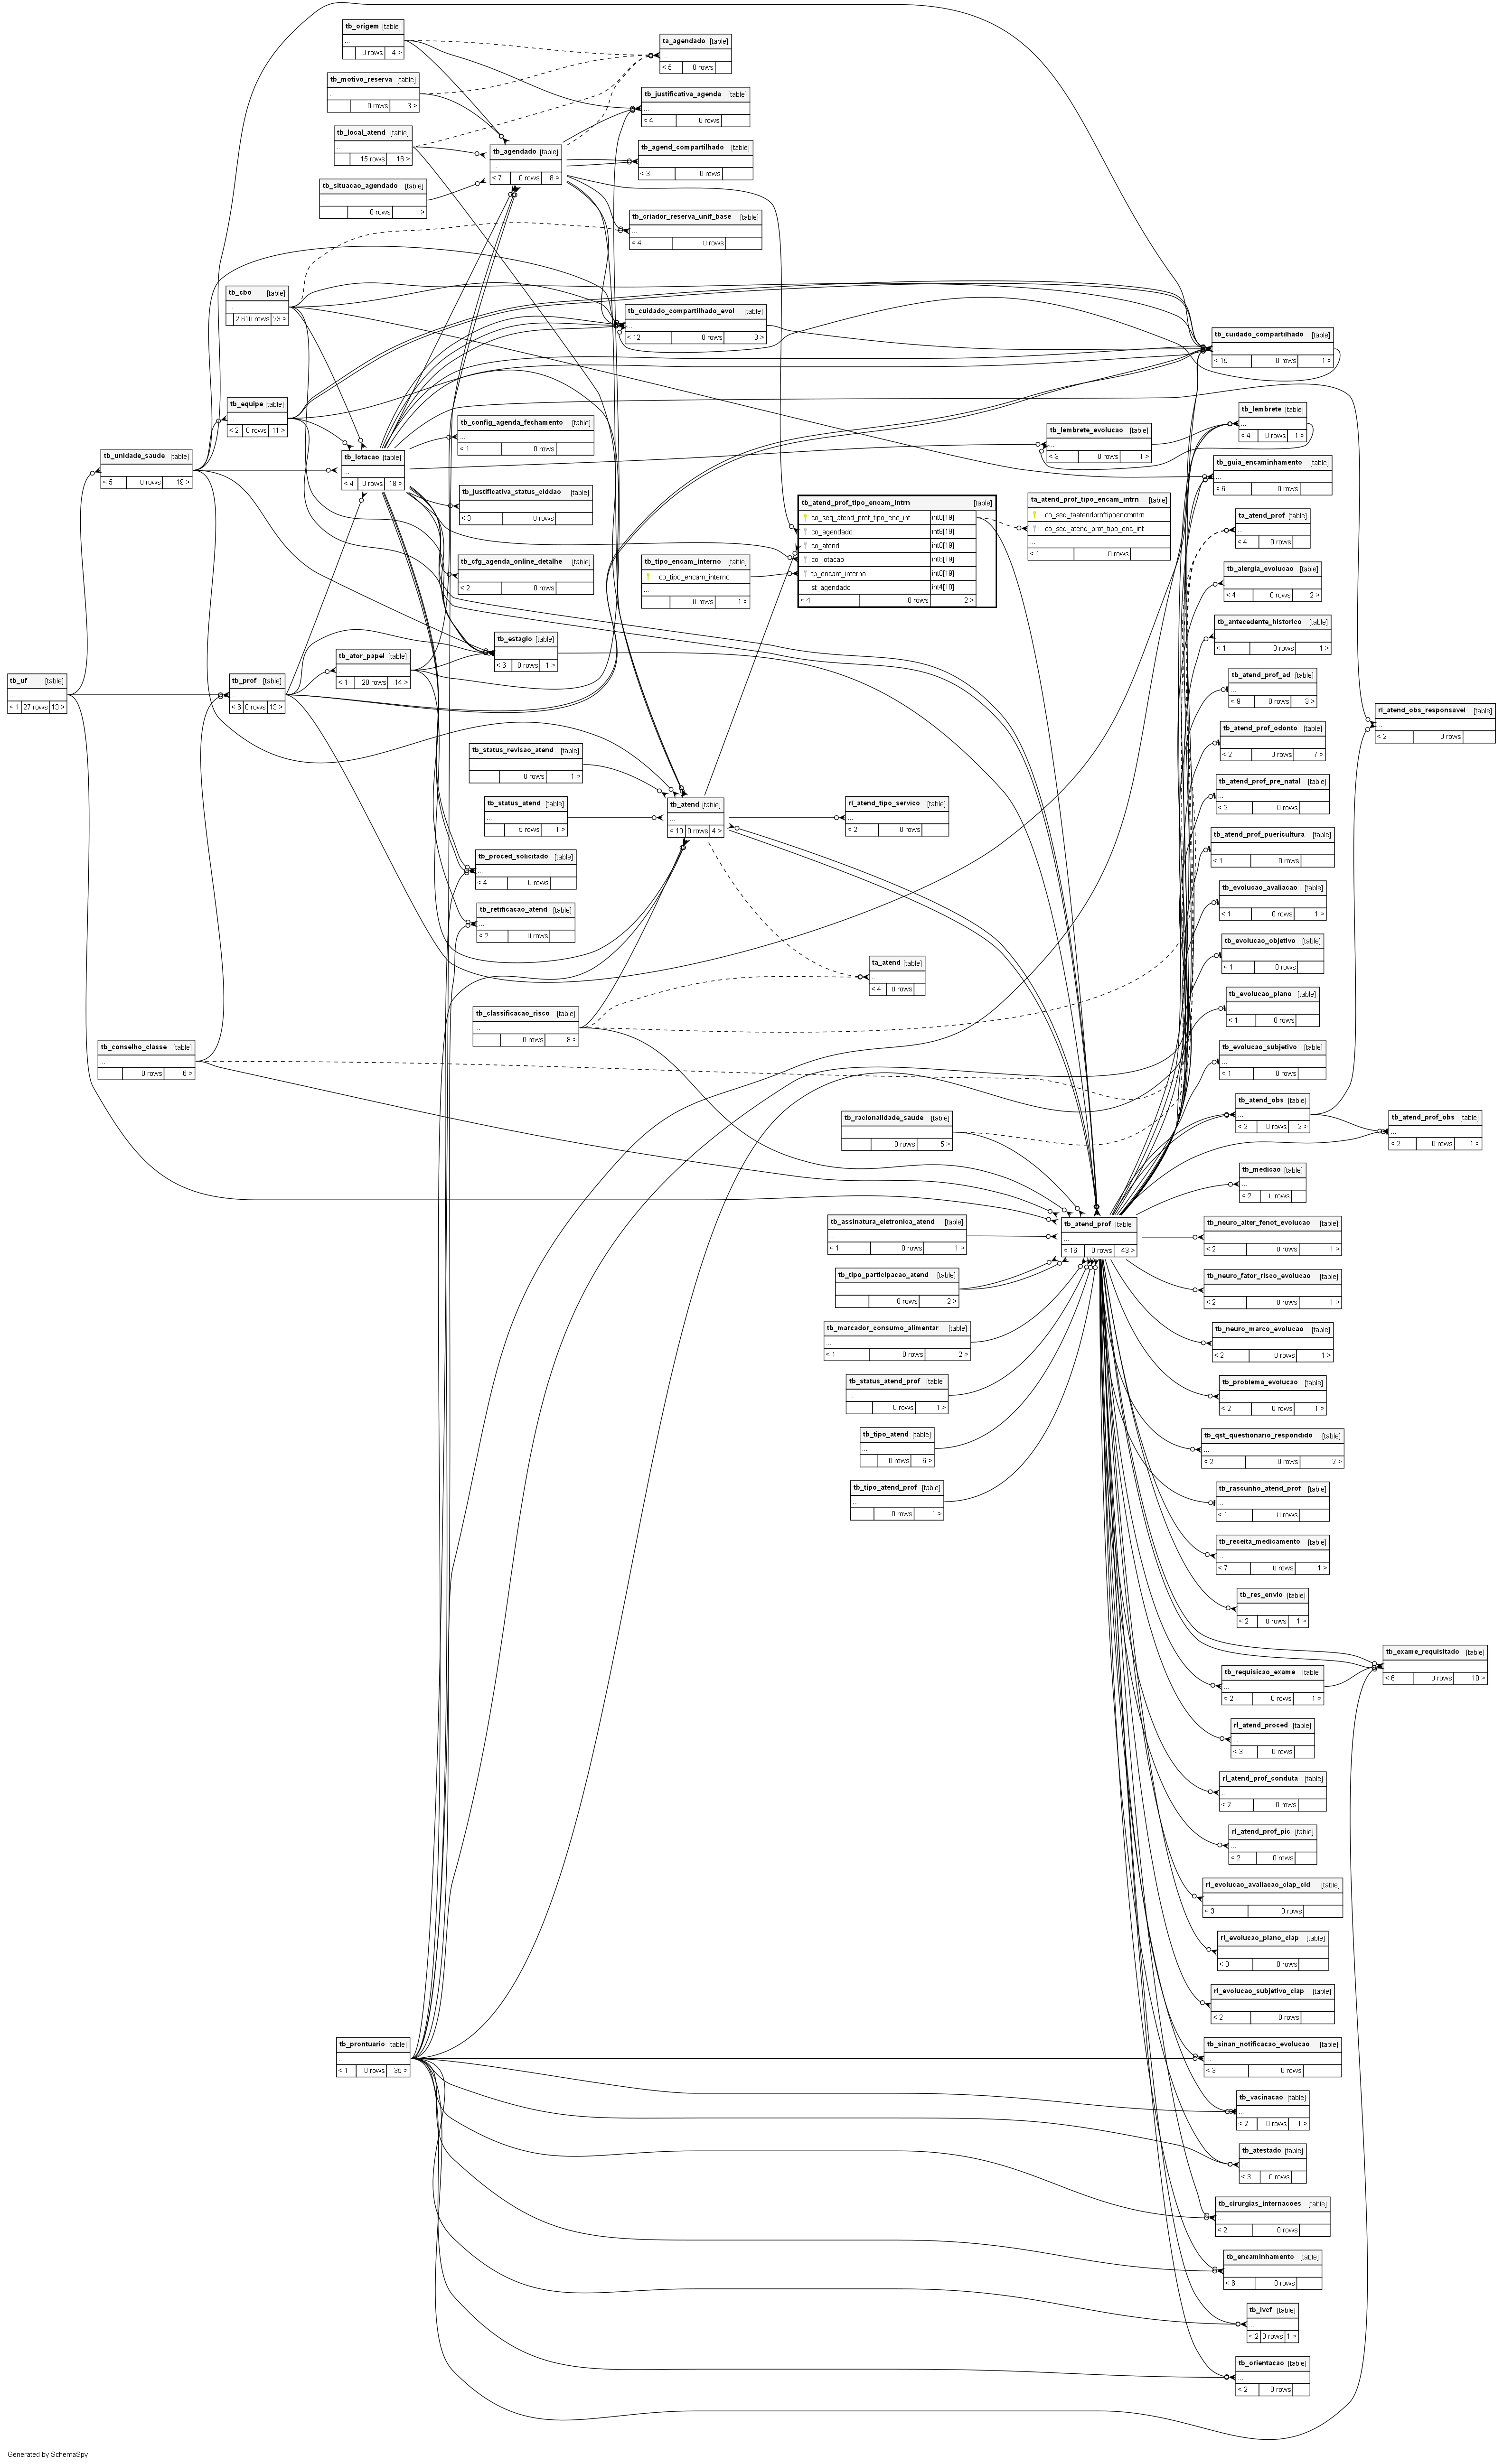 tb_origem [table]
...
0 rows 4 >
ta_agendado [table]
...
< 5 0 rows
tb_motivo_reserva [table]
...
0 rows 3 >
tb_justificativa_agenda [table]
...
< 4 0 rows
tb_local_atend [table]
...
15 rows 16 >
tb_agendado [table]
...
< 7 0 rows 8 >
tb_agend_compartilhado [table]
...
< 3 0 rows
tb_situacao_agendado [table]
...
0 rows 1 >
tb_criador_reserva_unif_base [table]
...
< 4 0 rows
tb_cbo [table]
...
2.610 rows 23 >
tb_cuidado_compartilhado_evol [table]
...
< 12 0 rows 3 >
tb_cuidado_compartilhado [table]
...
< 15 0 rows 1 >
tb_equipe [table]
...
< 2 0 rows 11 >
tb_config_agenda_fechamento [table]
...
< 1 0 rows
tb_lembrete_evolucao [table]
...
< 3 0 rows 1 >
tb_lembrete [table]
...
< 4 0 rows 1 >
tb_unidade_saude [table]
...
< 5 0 rows 19 >
tb_lotacao [table]
...
< 4 0 rows 18 >
tb_guia_encaminhamento [table]
...
< 6 0 rows
tb_justificativa_status_ciddao [table]
...
< 3 0 rows
tb_atend_prof_tipo_encam_intrn [table]
co_seq_atend_prof_tipo_enc_int int8[19]
co_agendado int8[19]
co_atend int8[19]
co_lotacao int8[19]
tp_encam_interno int8[19]
st_agendado int4[10]
< 4 0 rows 2 >
ta_atend_prof_tipo_encam_intrn [table]
co_seq_taatendproftipoencmntrn
co_seq_atend_prof_tipo_enc_int
...
< 1 0 rows
ta_atend_prof [table]
...
< 4 0 rows
tb_cfg_agenda_online_detalhe [table]
...
< 2 0 rows
tb_tipo_encam_interno [table]
co_tipo_encam_interno
...
0 rows 1 >
tb_alergia_evolucao [table]
...
< 4 0 rows 2 >
tb_antecedente_historico [table]
...
< 1 0 rows 1 >
tb_estagio [table]
...
< 6 0 rows 1 >
tb_ator_papel [table]
...
< 1 20 rows 14 >
tb_uf [table]
...
< 1 27 rows 13 >
tb_prof [table]
...
< 6 0 rows 13 >
tb_atend_prof_ad [table]
...
< 9 0 rows 3 >
rl_atend_obs_responsavel [table]
...
< 2 0 rows
tb_atend_prof_odonto [table]
...
< 2 0 rows 7 >
tb_status_revisao_atend [table]
...
0 rows 1 >
tb_atend_prof_pre_natal [table]
...
< 2 0 rows
tb_status_atend [table]
...
5 rows 1 >
tb_atend [table]
...
< 10 0 rows 4 >
rl_atend_tipo_servico [table]
...
< 2 0 rows
tb_atend_prof_puericultura [table]
...
< 1 0 rows
tb_proced_solicitado [table]
...
< 4 0 rows
tb_evolucao_avaliacao [table]
...
< 1 0 rows 1 >
tb_retificacao_atend [table]
...
< 2 0 rows
tb_evolucao_objetivo [table]
...
< 1 0 rows
ta_atend [table]
...
< 4 0 rows
tb_evolucao_plano [table]
...
< 1 0 rows
tb_classificacao_risco [table]
...
0 rows 8 >
tb_conselho_classe [table]
...
0 rows 6 >
tb_evolucao_subjetivo [table]
...
< 1 0 rows
tb_atend_obs [table]
...
< 2 0 rows 2 >
tb_racionalidade_saude [table]
...
0 rows 5 >
tb_atend_prof_obs [table]
...
< 2 0 rows 1 >
tb_medicao [table]
...
< 2 0 rows
tb_assinatura_eletronica_atend [table]
...
< 1 0 rows 1 >
tb_atend_prof [table]
...
< 16 0 rows 43 >
tb_neuro_alter_fenot_evolucao [table]
...
< 2 0 rows 1 >
tb_tipo_participacao_atend [table]
...
0 rows 2 >
tb_neuro_fator_risco_evolucao [table]
...
< 2 0 rows 1 >
tb_marcador_consumo_alimentar [table]
...
< 1 0 rows 2 >
tb_neuro_marco_evolucao [table]
...
< 2 0 rows 1 >
tb_status_atend_prof [table]
...
0 rows 1 >
tb_problema_evolucao [table]
...
< 2 0 rows 1 >
tb_tipo_atend [table]
...
0 rows 6 >
tb_qst_questionario_respondido [table]
...
< 2 0 rows 2 >
tb_tipo_atend_prof [table]
...
0 rows 1 >
tb_rascunho_atend_prof [table]
...
< 1 0 rows
tb_receita_medicamento [table]
...
< 7 0 rows 1 >
tb_res_envio [table]
...
< 2 0 rows 1 >
tb_exame_requisitado [table]
...
< 6 0 rows 10 >
tb_requisicao_exame [table]
...
< 2 0 rows 1 >
rl_atend_proced [table]
...
< 3 0 rows
rl_atend_prof_conduta [table]
...
< 2 0 rows
rl_atend_prof_pic [table]
...
< 2 0 rows
rl_evolucao_avaliacao_ciap_cid [table]
...
< 3 0 rows
rl_evolucao_plano_ciap [table]
...
< 3 0 rows
rl_evolucao_subjetivo_ciap [table]
...
< 2 0 rows
tb_prontuario [table]
...
< 1 0 rows 35 >
tb_sinan_notificacao_evolucao [table]
...
< 3 0 rows
tb_vacinacao [table]
...
< 2 0 rows 1 >
tb_atestado [table]
...
< 3 0 rows
tb_cirurgias_internacoes [table]
...
< 2 0 rows
tb_encaminhamento [table]
...
< 6 0 rows
tb_ivcf [table]
...
< 2 0 rows 1 >
tb_orientacao [table]
...
< 2 0 rows
Generated by SchemaSpy